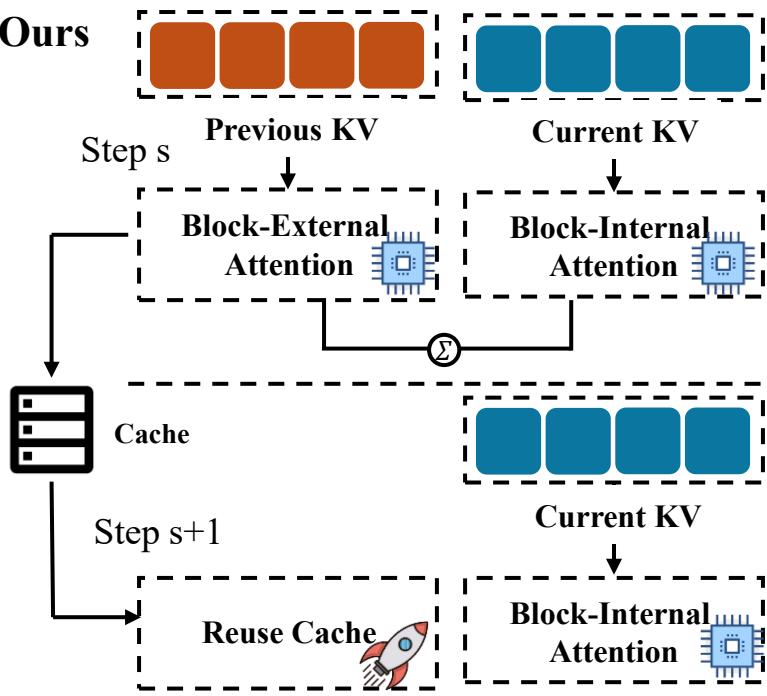 Ours
Previous KV
Current KV
Step s
Block-External
Attention
Block-Internal
Attention
Σ
Cache
Current KV
Step s+1
Reuse Cache
Block-Internal
Attention